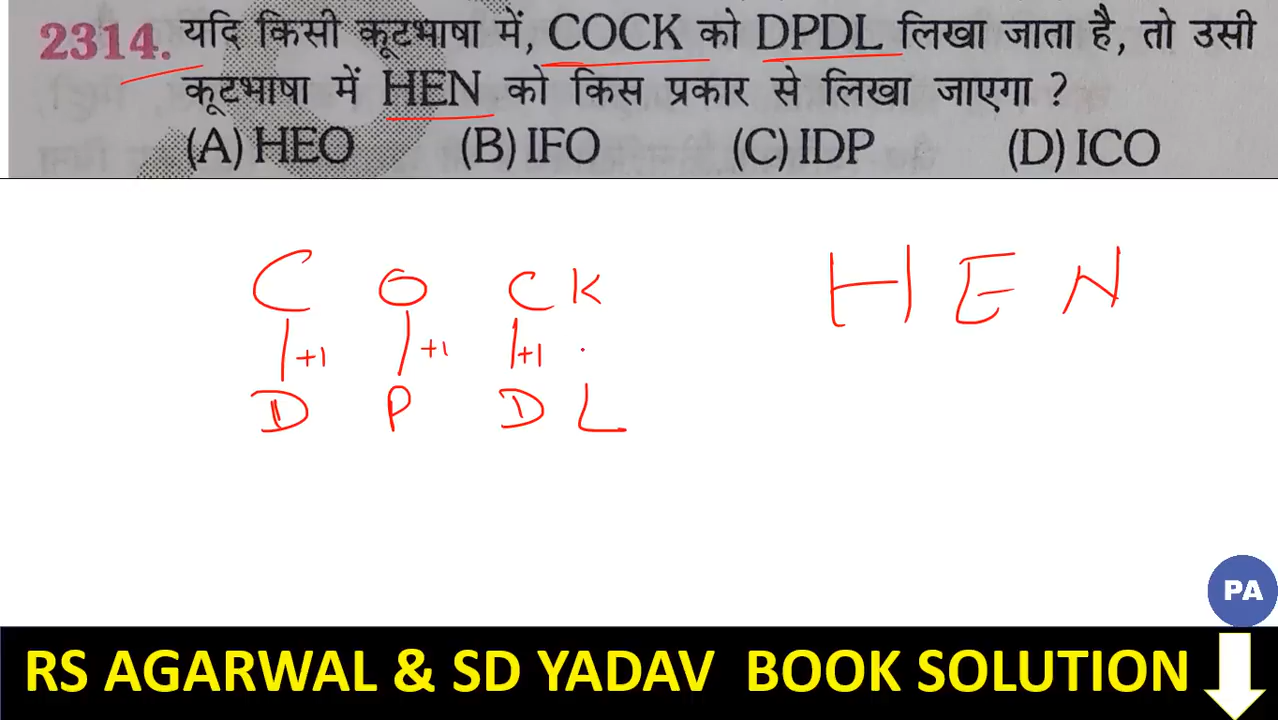 2314. यदि किसी कूटभाषा में, COCK को DPDL लिखा जाता है, तो उसी
कूटभाषा में HEN को किस प्रकार से लिखा जाएगा ?
(A) HEO (B) IFO (C) IDP (D) ICO
C O C K H E N
+1 +1 +1
D P D L
PA
RS AGARWAL & SD YADAV BOOK SOLUTION